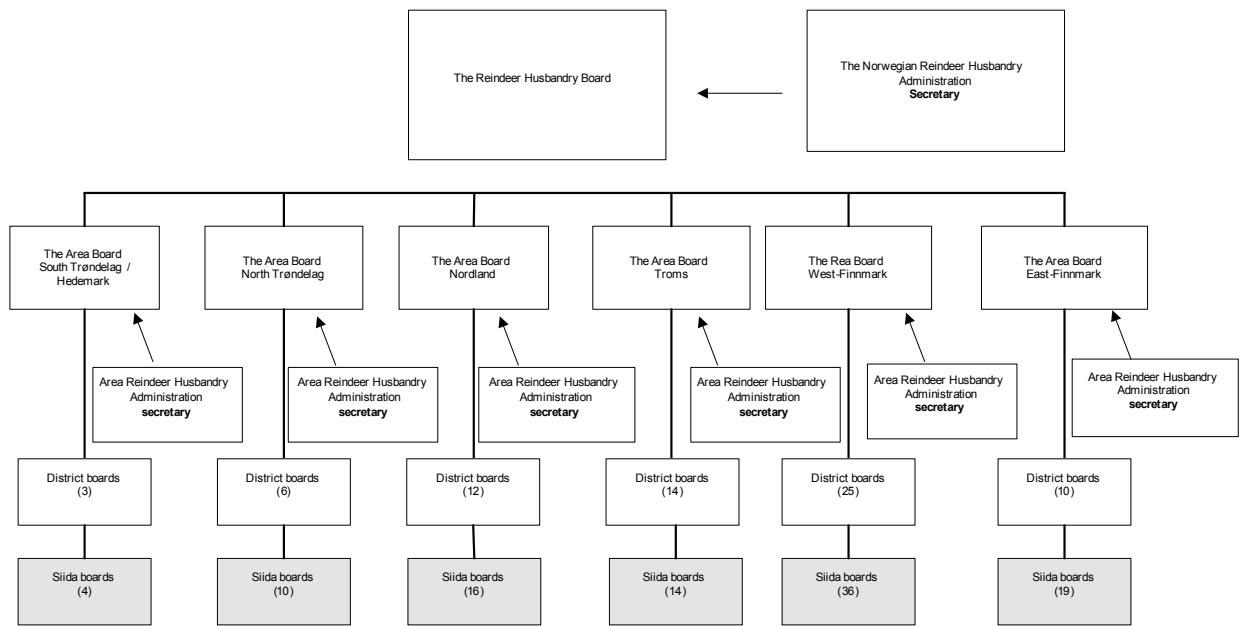 The Reindeer Husbandry Board
The Norwegian Reindeer Husbandry
Administration
Secretary
The Area Board
South Trøndelag /
Hedemark
The Area Board
North Trøndelag
The Area Board
Nordland
The Area Board
Troms
The Rea Board
West-Finnmark
The Area Board
East-Finnmark
Area Reindeer Husbandry
Administration
secretary
Area Reindeer Husbandry
Administration
secretary
Area Reindeer Husbandry
Administration
secretary
Area Reindeer Husbandry
Administration
secretary
Area Reindeer Husbandry
Administration
secretary
Area Reindeer Husbandry
Administration
secretary
District boards
(3)
District boards
(6)
District boards
(12)
District boards
(14)
District boards
(25)
District boards
(10)
Siida boards
(4)
Siida boards
(10)
Siida boards
(16)
Siida boards
(14)
Siida boards
(36)
Siida boards
(19)